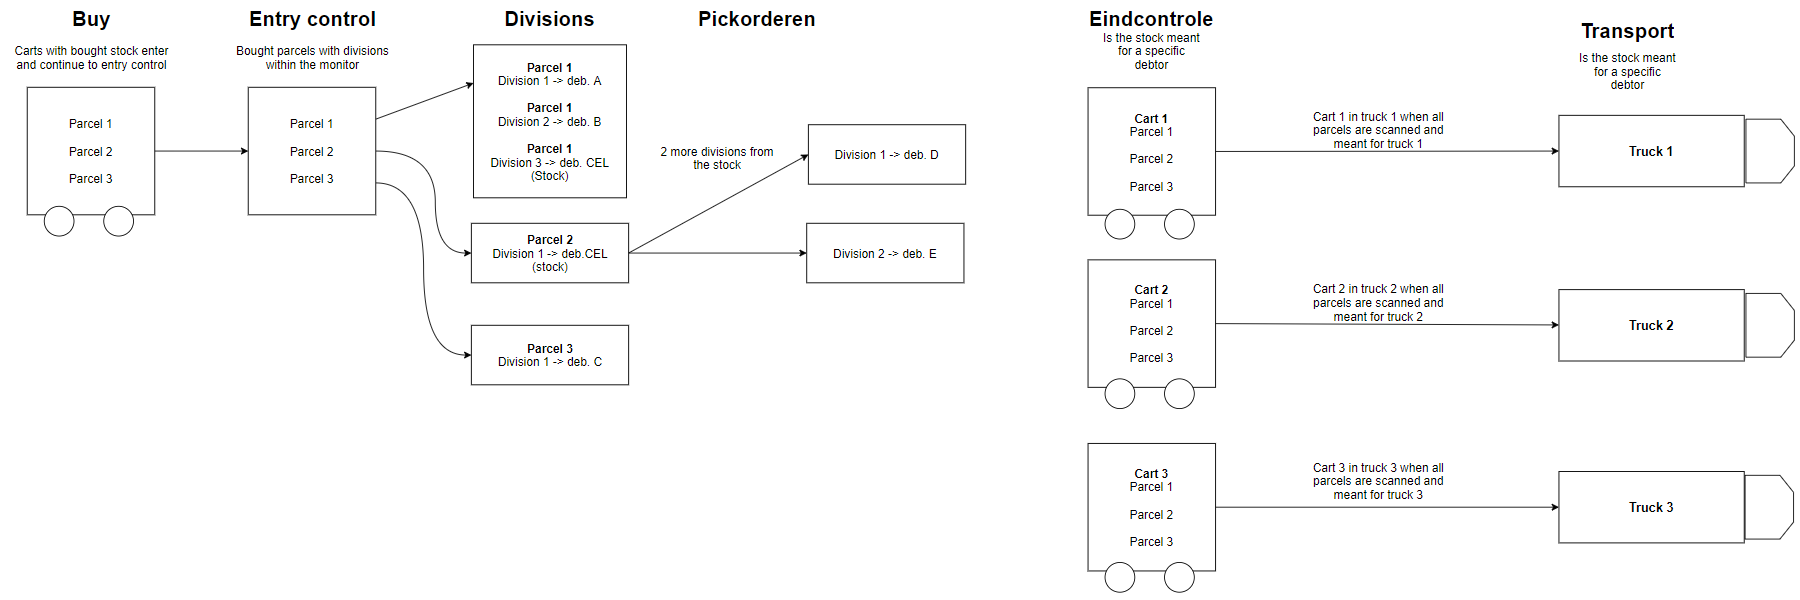 Buy
Carts with bought stock enter
and continue to entry control
Parcel 1
Parcel 2
Parcel 3
Entry control
Bought parcels with divisions
within the monitor
Parcel 1
Parcel 2
Parcel 3
Divisions
Parcel 1
Division 1 -> deb. A
Parcel 1
Division 2 -> deb. B
Parcel 1
Division 3 -> deb. CEL
(Stock)
Parcel 2
Division 1 -> deb.CEL
(stock)
Parcel 3
Division 1 -> deb. C
Pickorderen
2 more divisions from
the stock
Division 1 -> deb. D
Division 2 -> deb. E
Eindcontrole
Is the stock meant
for a specific
debtor
Cart 1
Parcel 1
Parcel 2
Parcel 3
Cart 1 in truck 1 when all
parcels are scanned and
meant for truck 1
Cart 2
Parcel 1
Parcel 2
Parcel 3
Cart 2 in truck 2 when all
parcels are scanned and
meant for truck 2
Cart 3
Parcel 1
Parcel 2
Parcel 3
Cart 3 in truck 3 when all
parcels are scanned and
meant for truck 3
Transport
Is the stock meant
for a specific
debtor
Truck 1
Truck 2
Truck 3